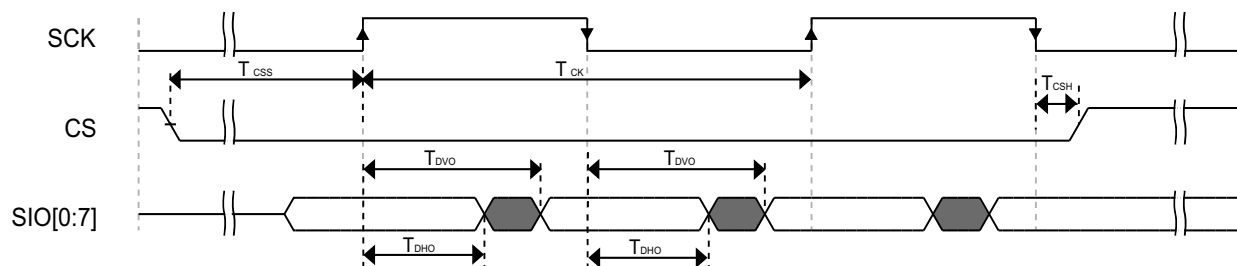 SCK
T CSS
T CK
T CSH
CS
T DVO
T DVO
SIO[0:7]
T DHO
T DHO